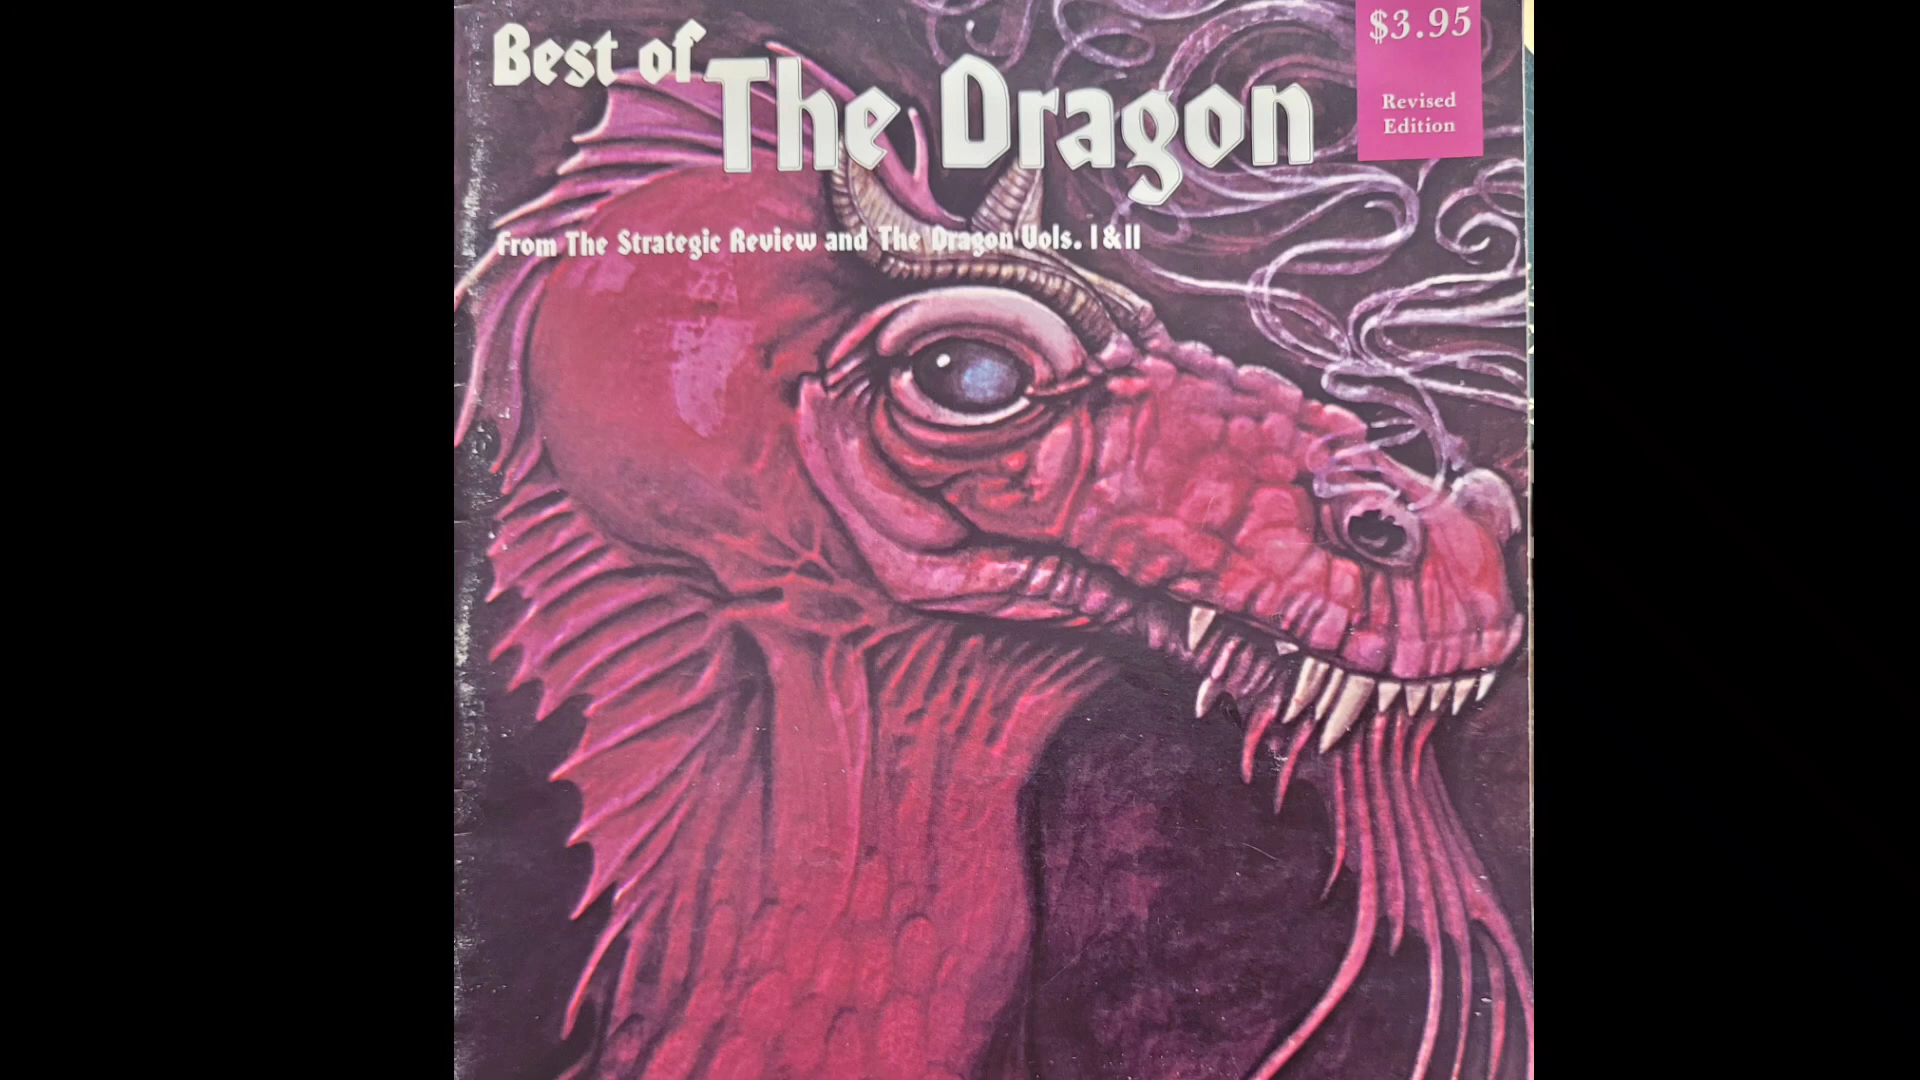 Best of
The Dragon
$3.95
Revised
Edition
From The Strategic Review and The Dragon Vols. I & II